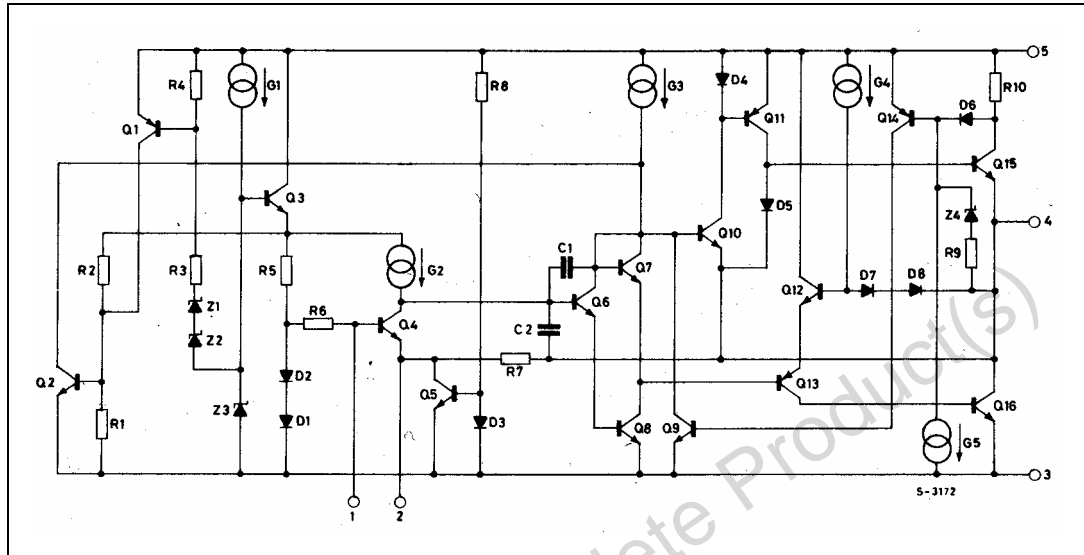 5
R4
G1
R8
G3
D4
G4
R10
Q1
Q11
Q14
D6
Q3
Q15
D5
Z4
4
C1
Q10
R2
R3
R5
G2
Q7
R9
Z1
R6
Q4
Q6
Q12
D7
D8
Z2
C2
D2
R7
Q2
Q5
Q13
R1
Z3
D1
D3
Q8
Q9
Q16
G5
3
S-3172
1
2
lete Product(s)